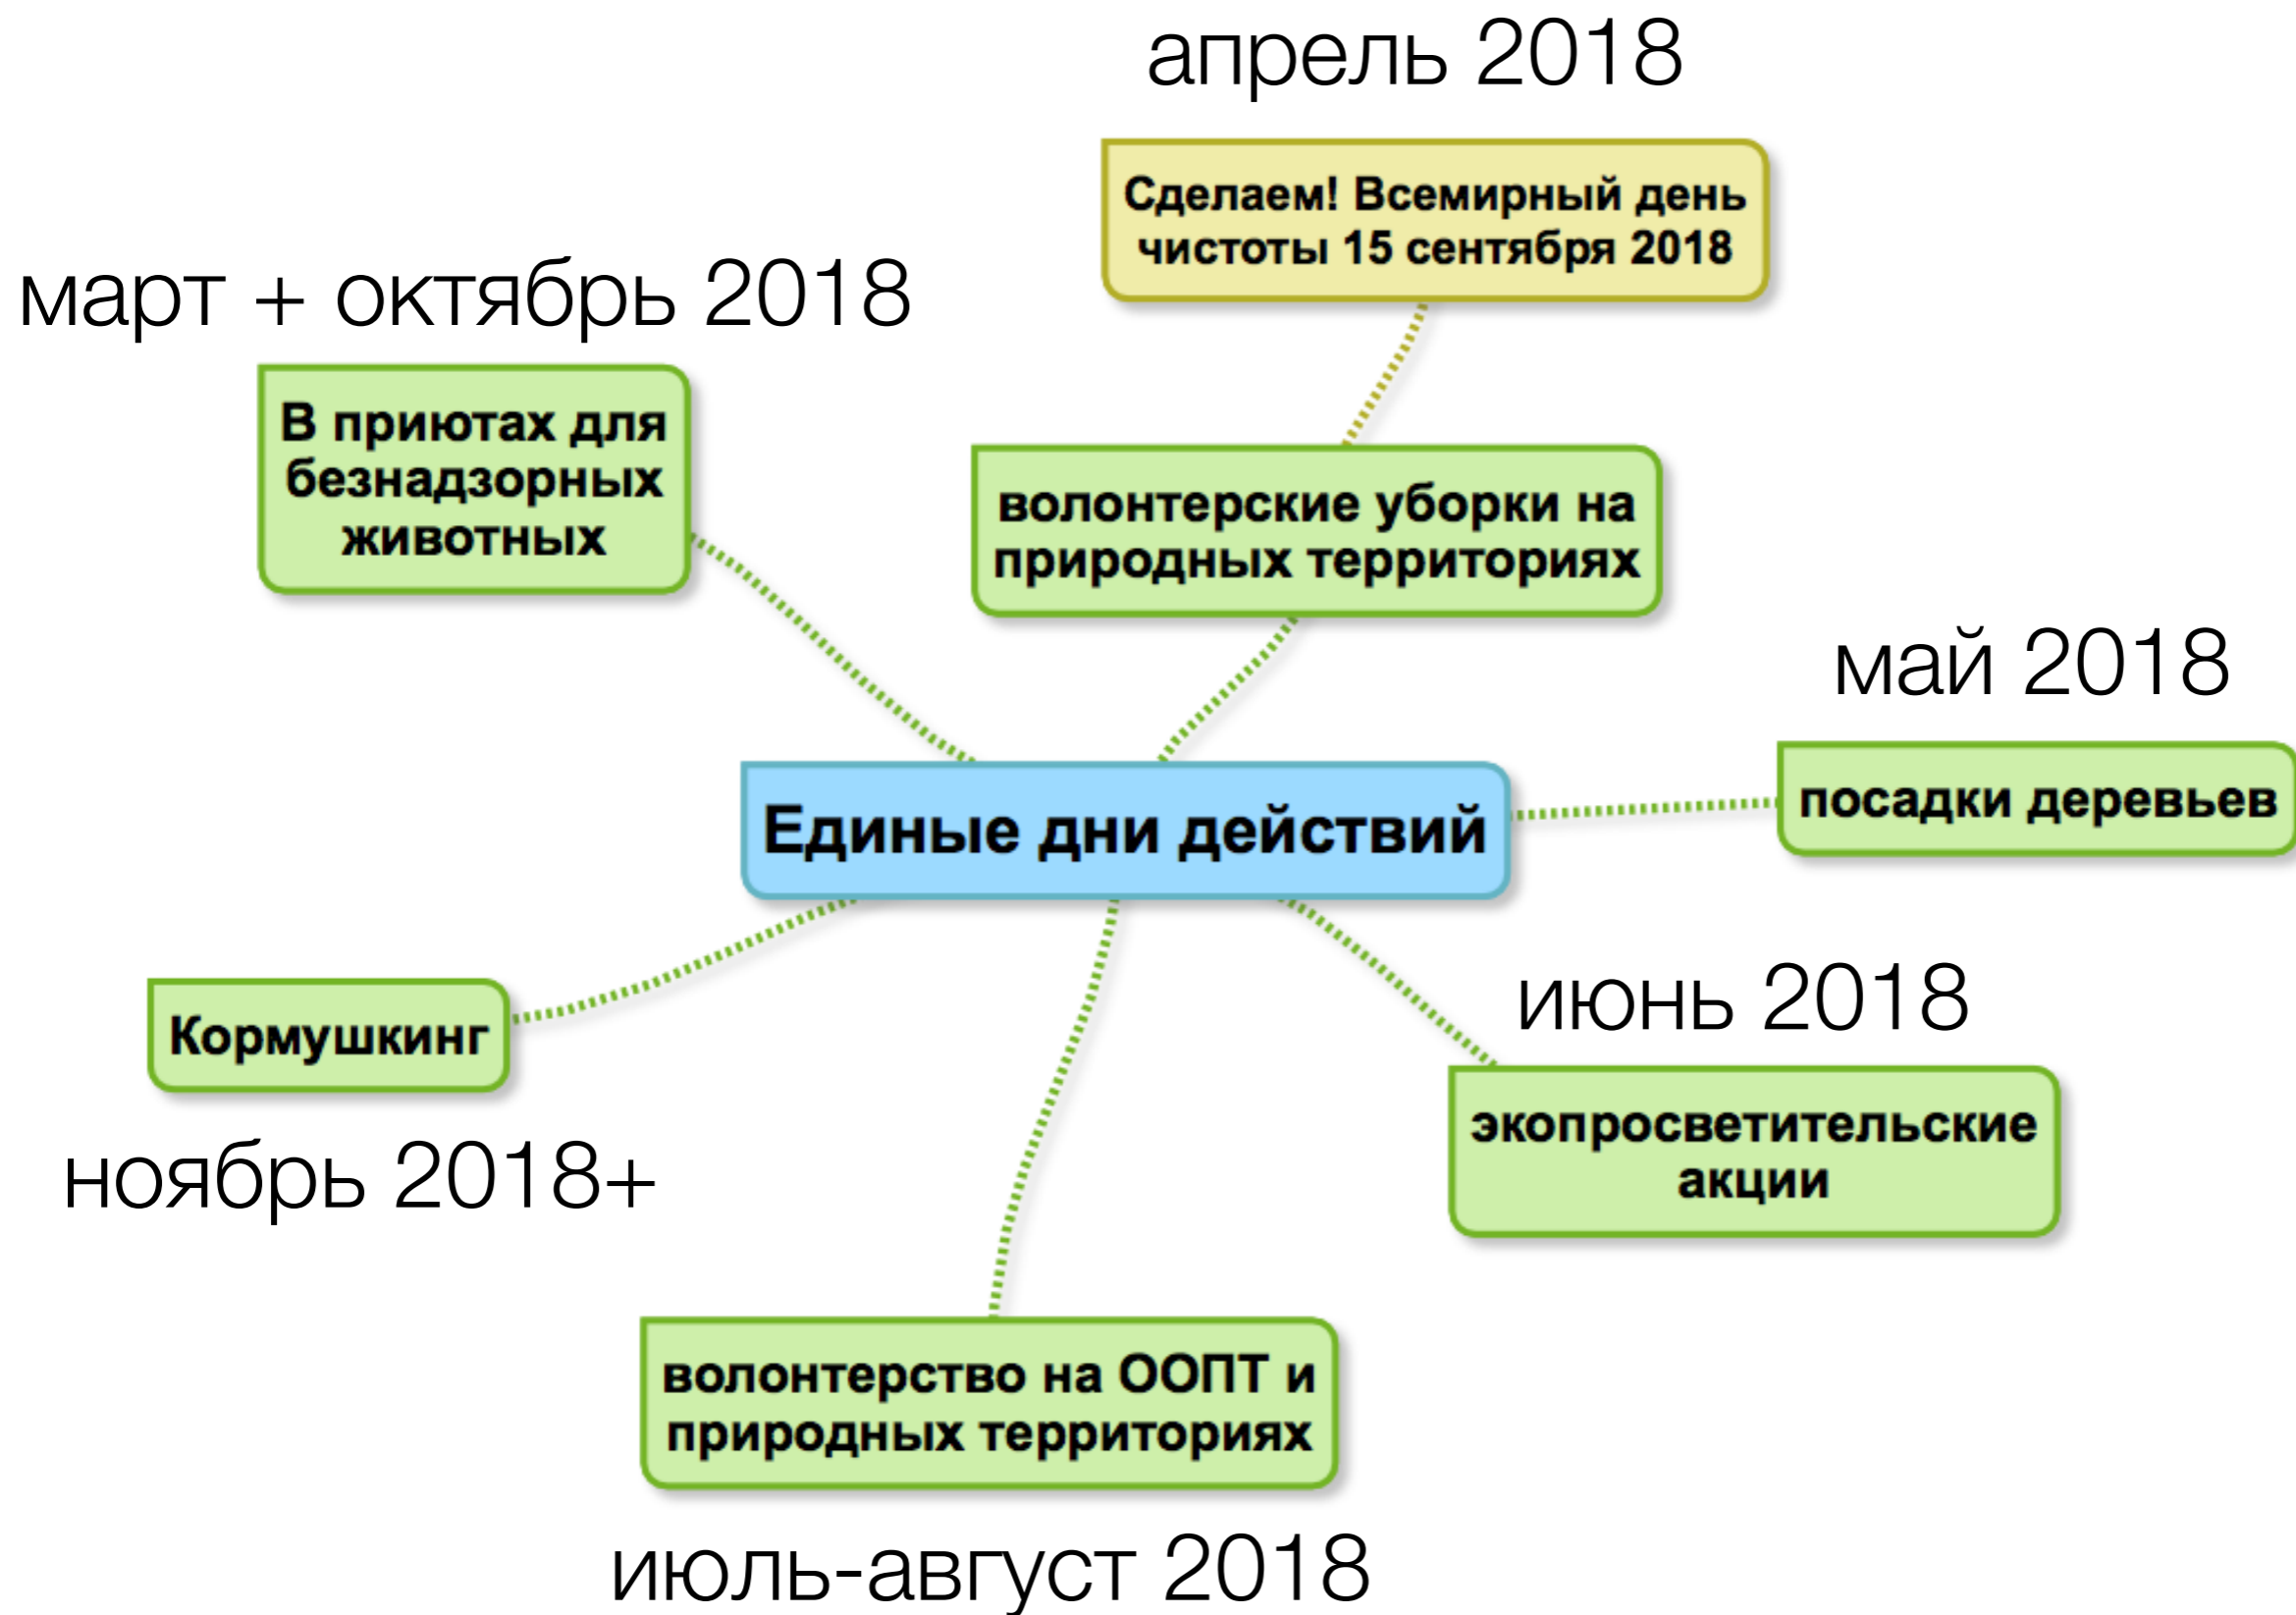 апрель 2018
Сделаем! Всемирный день
чистоты 15 сентября 2018
март + октябрь 2018
В приютах для
безнадзорных
животных
волонтерские уборки на
природных территориях
май 2018
посадки деревьев
Единые дни действий
июнь 2018
экопросветительские
акции
Кормушкинг
ноябрь 2018+
волонтерство на ООПТ и
природных территориях
июль-август 2018